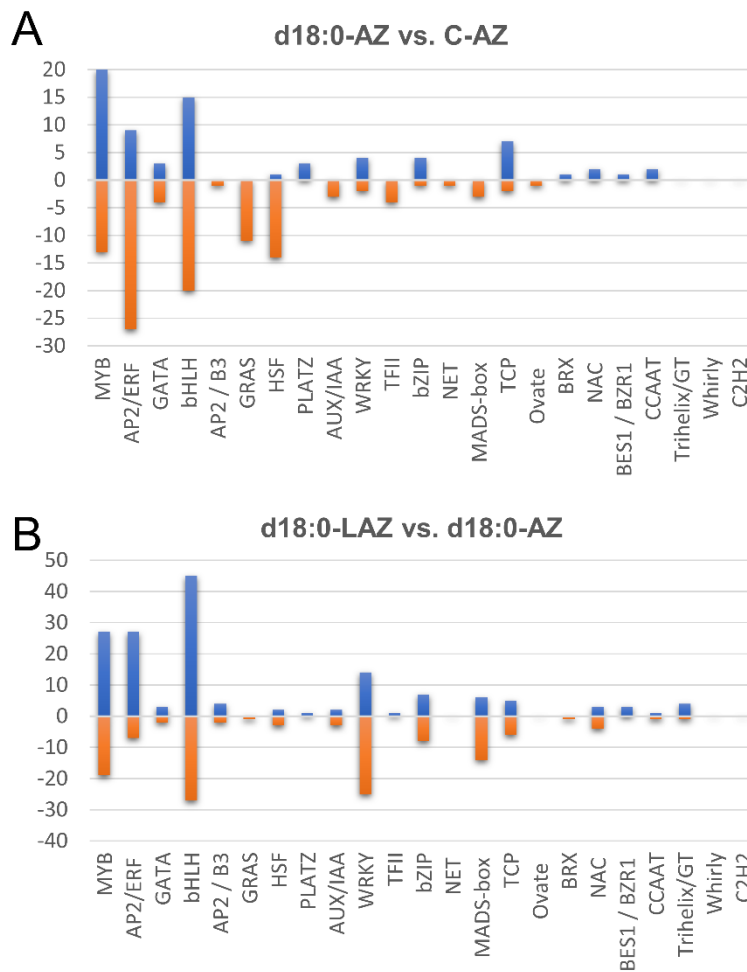 A
d18:0-AZ vs. C-AZ
20
15
10
5
0
-5
-10
-15
-20
-25
-30
MYB
AP2/ERF
GATA
bHLH
AP2 / B3
GRAS
HSF
PLATZ
AUX/IAA
WRKY
TFII
bZIP
NET
MADS-box
TCP
Ovate
BRX
NAC
BES1 / BZR1
CCAAT
Trihelix/GT
Whirly
C2H2
B
d18:0-LAZ vs. d18:0-AZ
50
40
30
20
10
0
-10
-20
-30
-40
MYB
AP2/ERF
GATA
bHLH
AP2 / B3
GRAS
HSF
PLATZ
AUX/IAA
WRKY
TFII
bZIP
NET
MADS-box
TCP
Ovate
BRX
NAC
BES1 / BZR1
CCAAT
Trihelix/GT
Whirly
C2H2